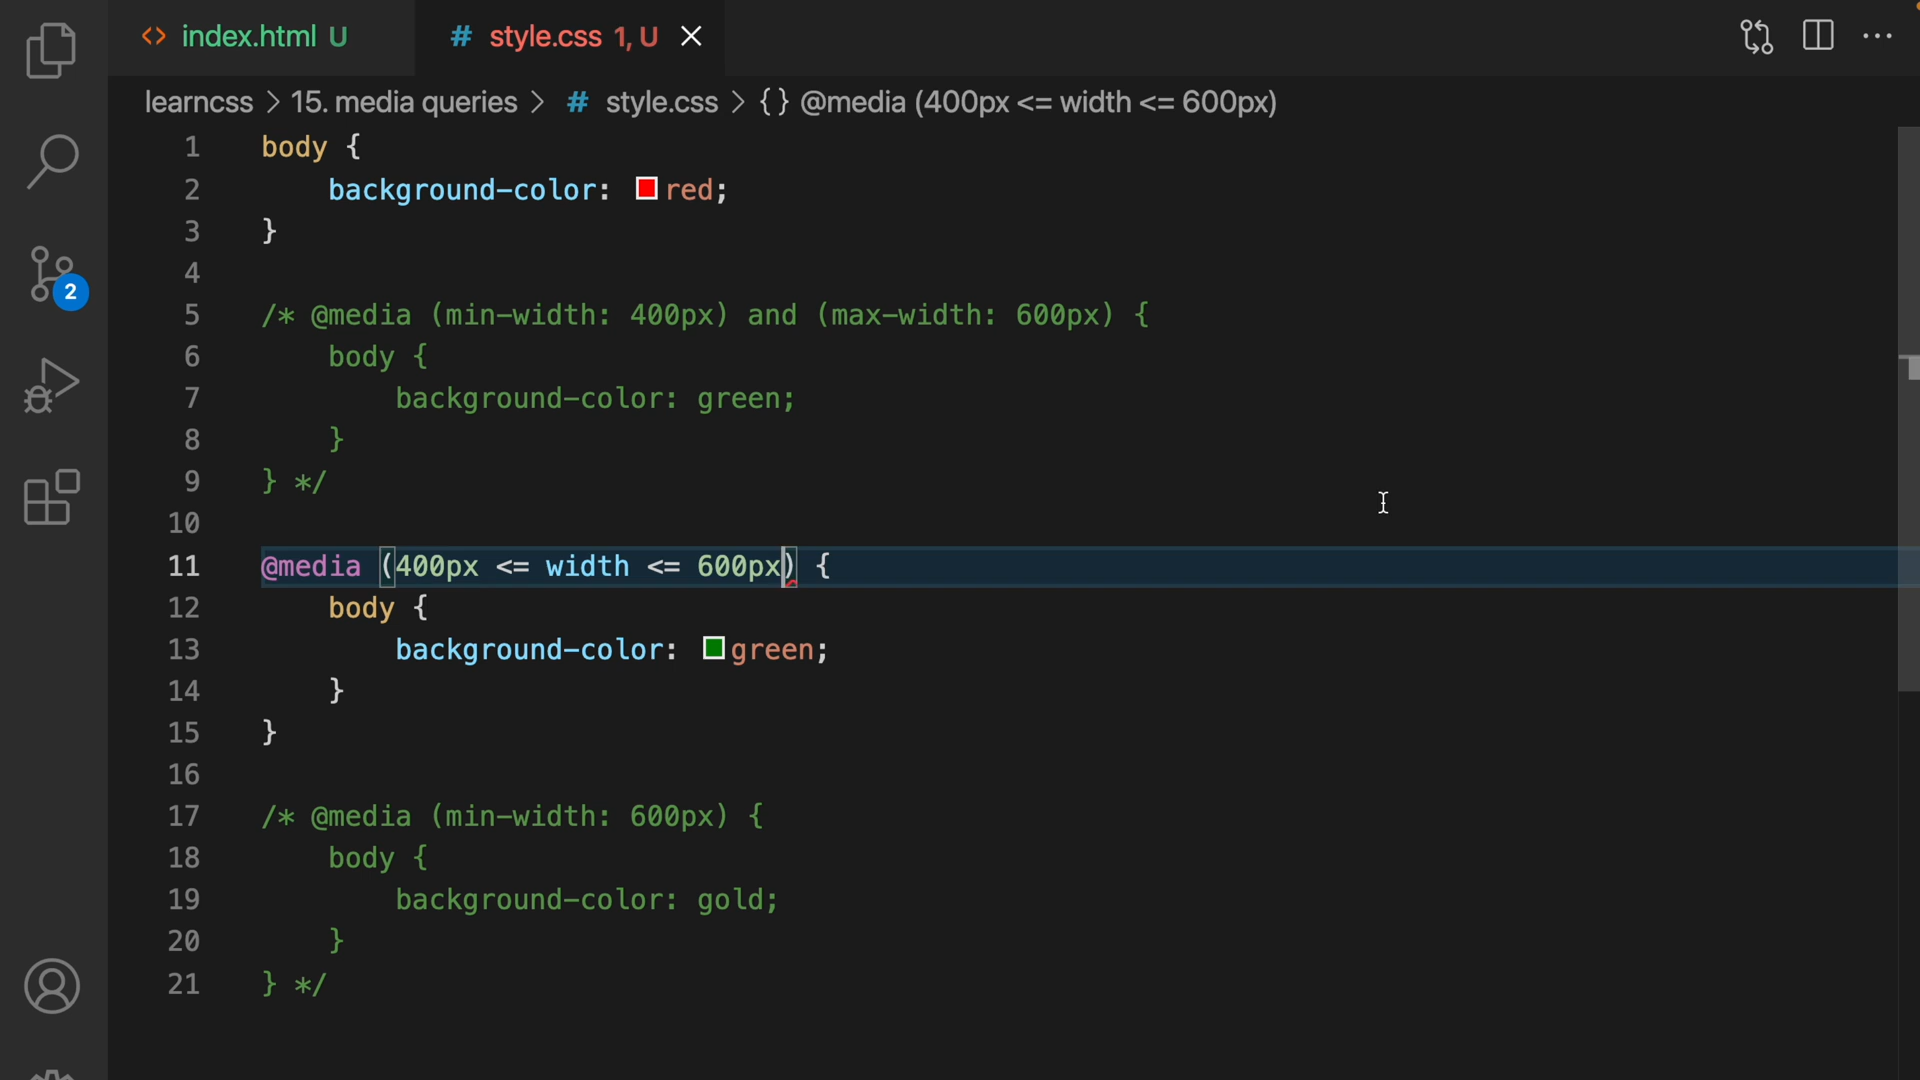 index.html U
style.css 1, U
learncss > 15. media queries > # style.css > {} @media (400px <= width <= 600px)
1 body {
2 background-color: red;
3 }
4
5 /* @media (min-width: 400px) and (max-width: 600px) {
6 body {
7 background-color: green;
8 }
9 } */
10
11 @media (400px <= width <= 600px) {
12 body {
13 background-color: green;
14 }
15 }
16
17 /* @media (min-width: 600px) {
18 body {
19 background-color: gold;
20 }
21 } */
2